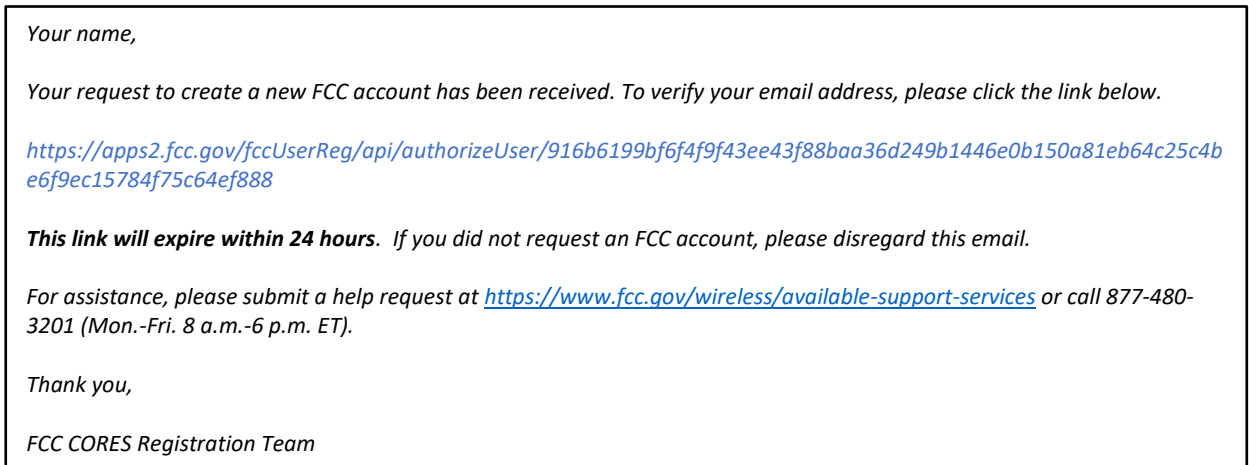 Your name,
Your request to create a new FCC account has been received. To verify your email address, please click the link below.
https://apps2.fcc.gov/fccUserReg/api/authorizeUser/916b6199bf6f4f9f43ee43f88baa36d249b1446e0b150a81eb64c25c4b
e6f9ec15784f75c64ef888
This link will expire within 24 hours.  If you did not request an FCC account, please disregard this email.
For assistance, please submit a help request at https://www.fcc.gov/wireless/available-support-services or call 877-480-
3201 (Mon.-Fri. 8 a.m.-6 p.m. ET).
Thank you,
FCC CORES Registration Team